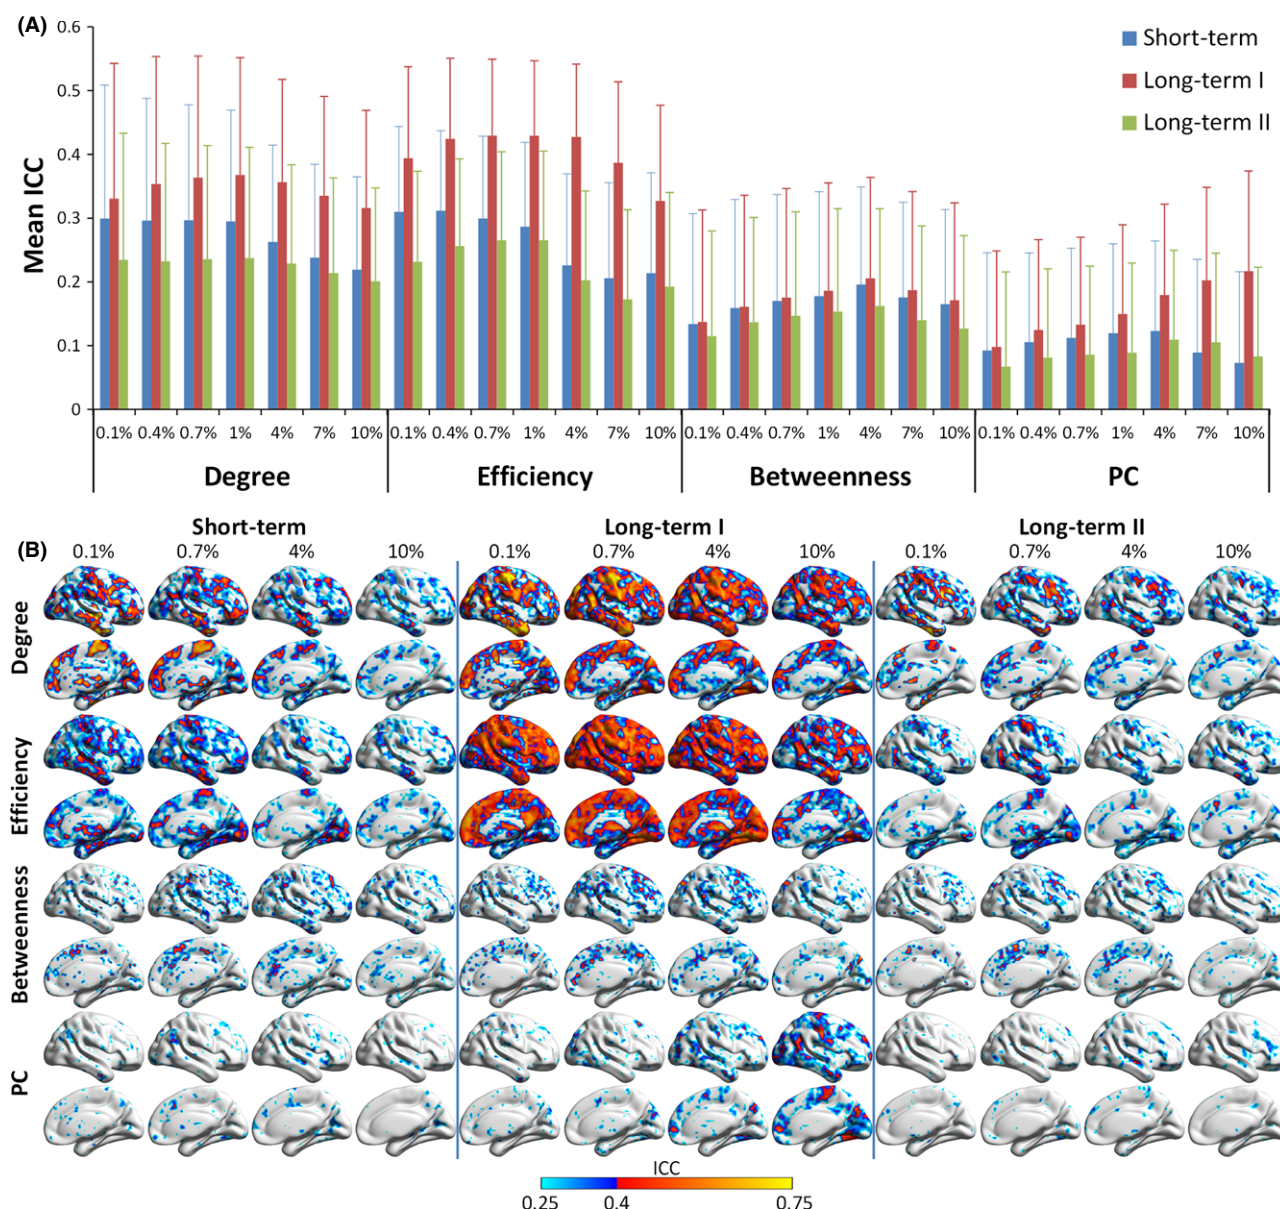 (A)
0.6
0.5
0.4
0.3
0.2
0.1
0
Mean ICC
Short-term
Long-term I
Long-term II
0.1% 0.4% 0.7% 1% 4% 7% 10% 0.1% 0.4% 0.7% 1% 4% 7% 10% 0.1% 0.4% 0.7% 1% 4% 7% 10% 0.1% 0.4% 0.7% 1% 4% 7% 10%
Degree Efficiency Betweenness PC
(B)
Short-term Long-term I Long-term II
0.1% 0.7% 4% 10% 0.1% 0.7% 4% 10% 0.1% 0.7% 4% 10%
Degree
Efficiency
Betweenness
PC
ICC
0.25 0.4 0.75